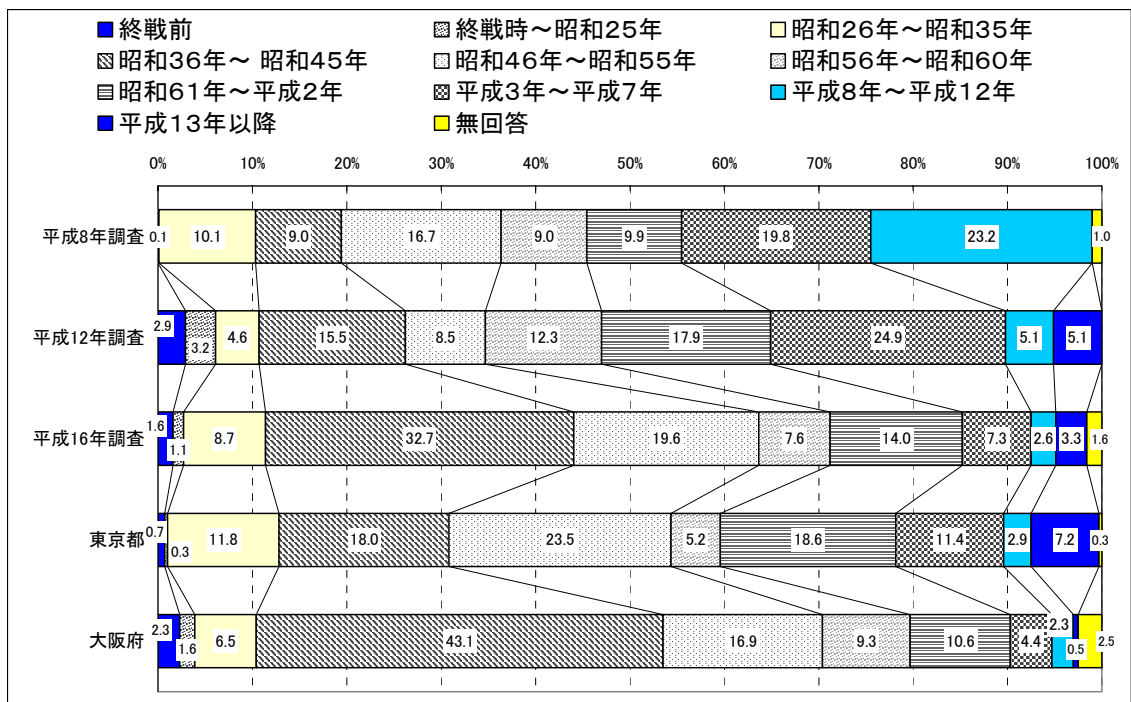 終戦前 終戦時～昭和25年 昭和26年～昭和35年
昭和36年～ 昭和45年 昭和46年～昭和55年 昭和56年～昭和60年
昭和61年～平成2年 平成3年～平成7年 平成8年～平成12年
平成13年以降 無回答
0% 10% 20% 30% 40% 50% 60% 70% 80% 90% 100%
平成8年調査 0.1 10.1 9.0 16.7 9.0 9.9 19.8 23.2 1.0
平成12年調査 2.9 3.2 4.6 15.5 8.5 12.3 17.9 24.9 5.1 5.1
平成16年調査 1.6 1.1 8.7 32.7 19.6 7.6 14.0 7.3 2.6 3.3 1.6
東京都 0.7 0.3 11.8 18.0 23.5 5.2 18.6 11.4 2.9 7.2 0.3
大阪府 2.3 1.6 6.5 43.1 16.9 9.3 10.6 4.4 2.3 0.5 2.5